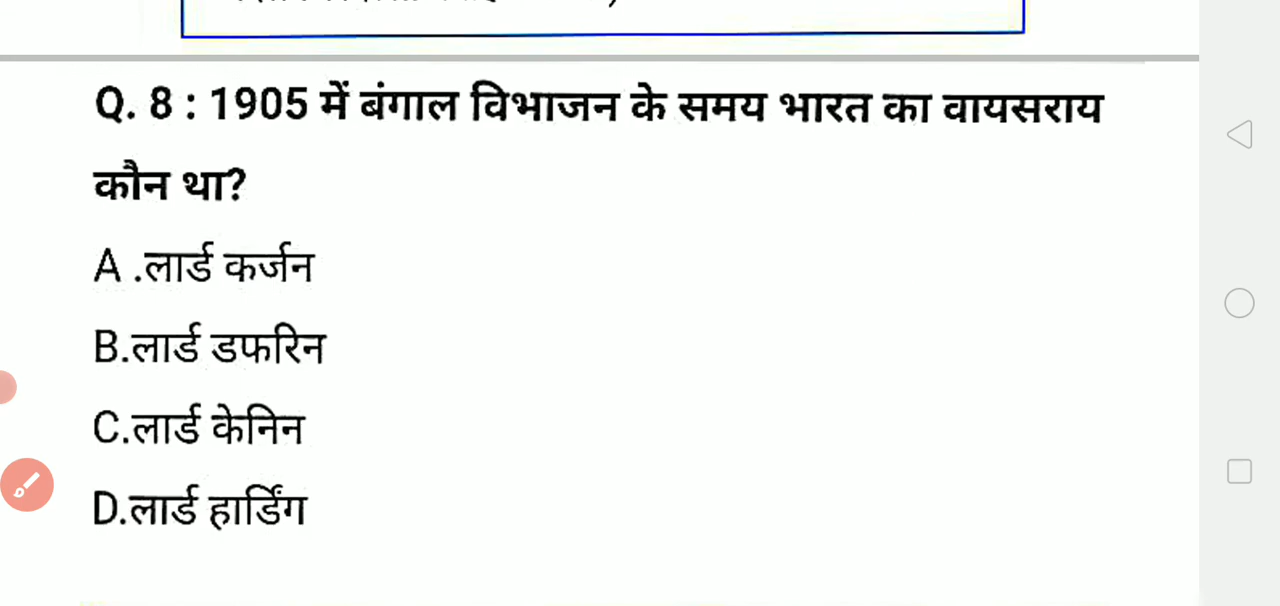 Q. 8 : 1905 में बंगाल विभाजन के समय भारत का वायसराय
कौन था?
A .लार्ड कर्जन
B.लार्ड डफरिन
C.लार्ड केनिन
D.लार्ड हार्डिंग